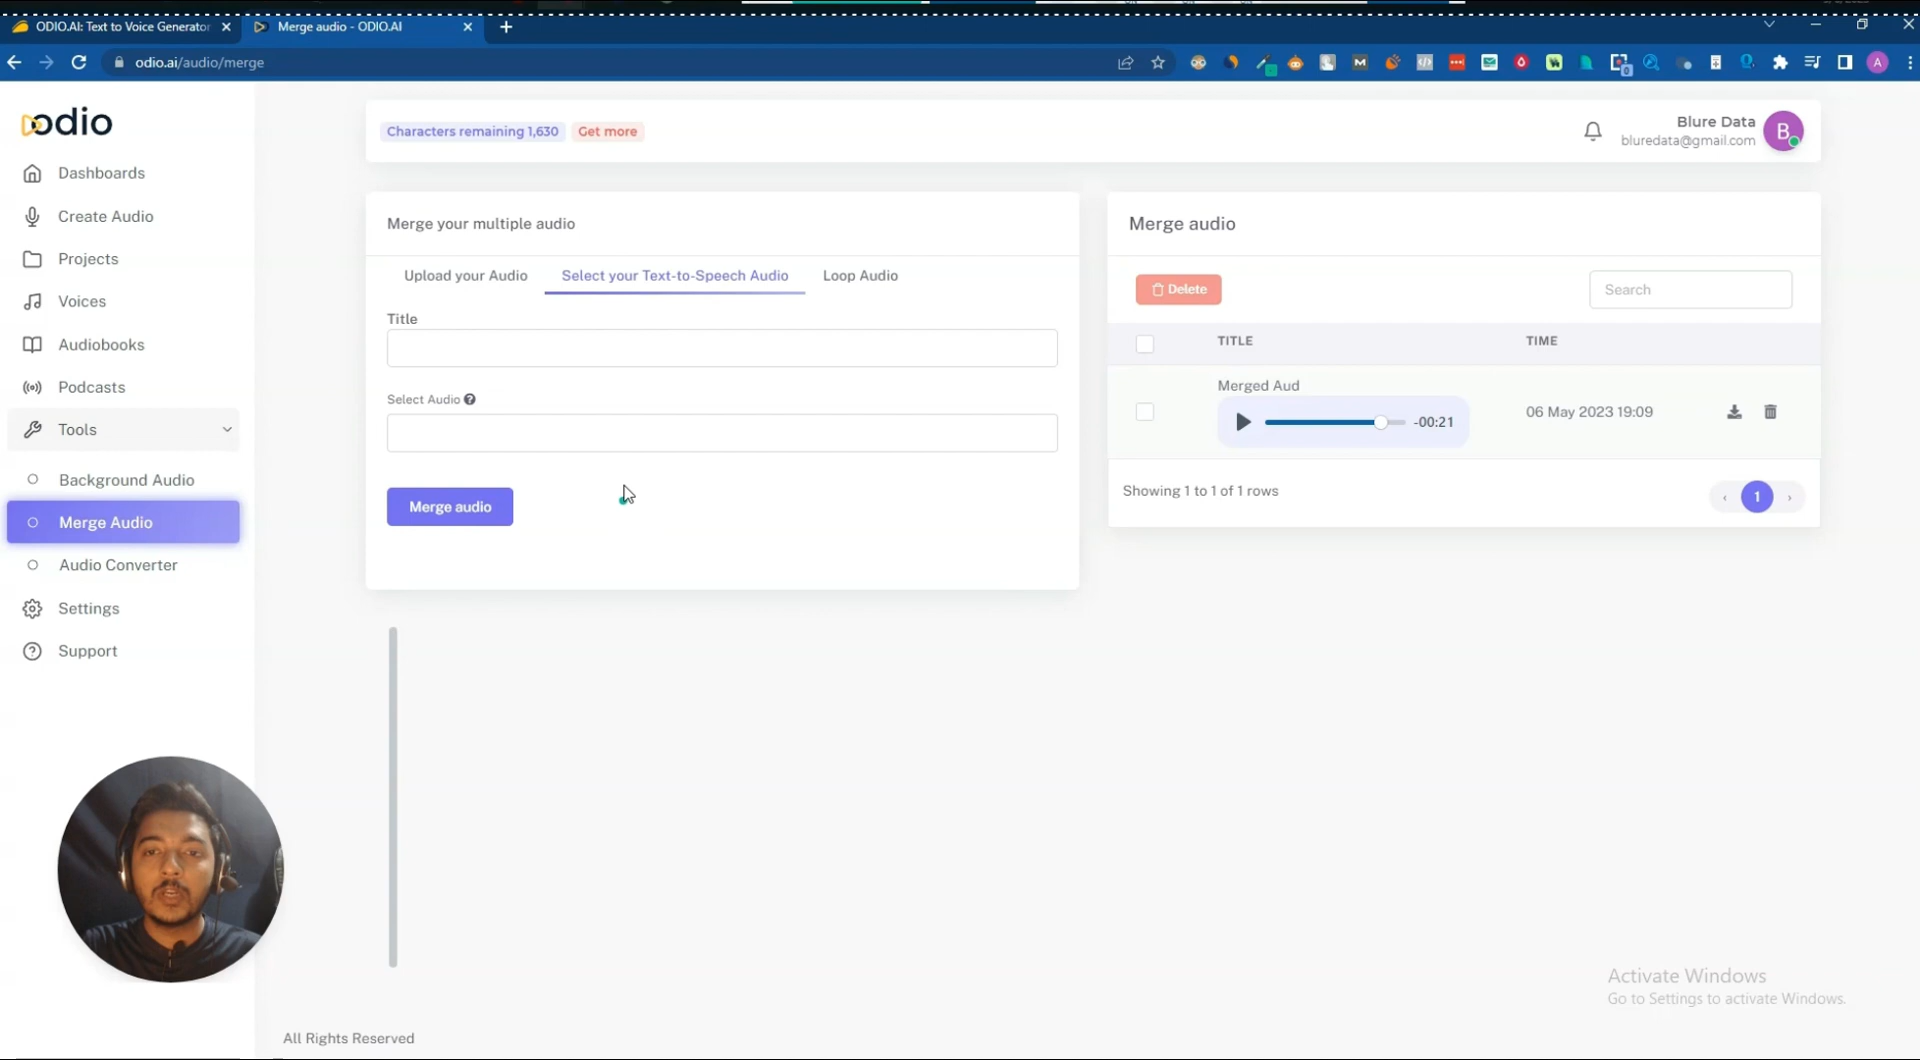 ODIO.AI: Text to Voice Generator
Merge audio - ODIO.AI
odio.ai/audio/merge
A
odio
Dashboards
Create Audio
Projects
Voices
Audiobooks
Podcasts
Tools
Background Audio
Merge Audio
Audio Converter
Settings
Support
Characters remaining 1,630 Get more
Blure Data
bluredata@gmail.com
B
Merge your multiple audio
Upload your Audio Select your Text-to-Speech Audio Loop Audio
Title
Select Audio
Merge audio
Merge audio
Delete
Search
TITLE TIME
Merged Aud
-00:21
06 May 2023 19:09
Showing 1 to 1 of 1 rows
‹ 1 ›
Activate Windows
Go to Settings to activate Windows.
All Rights Reserved